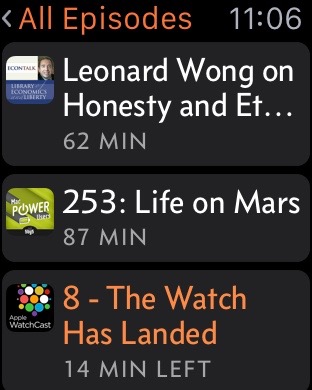 < All Episodes 11:06
ECONTALK
LIBRARY of
ECONOMICS
LIBERTY
Leonard Wong on
Honesty and Et...
62 MIN
Mac
POWER
Users
253: Life on Mars
87 MIN
Apple
WatchCast
8 - The Watch
Has Landed
14 MIN LEFT